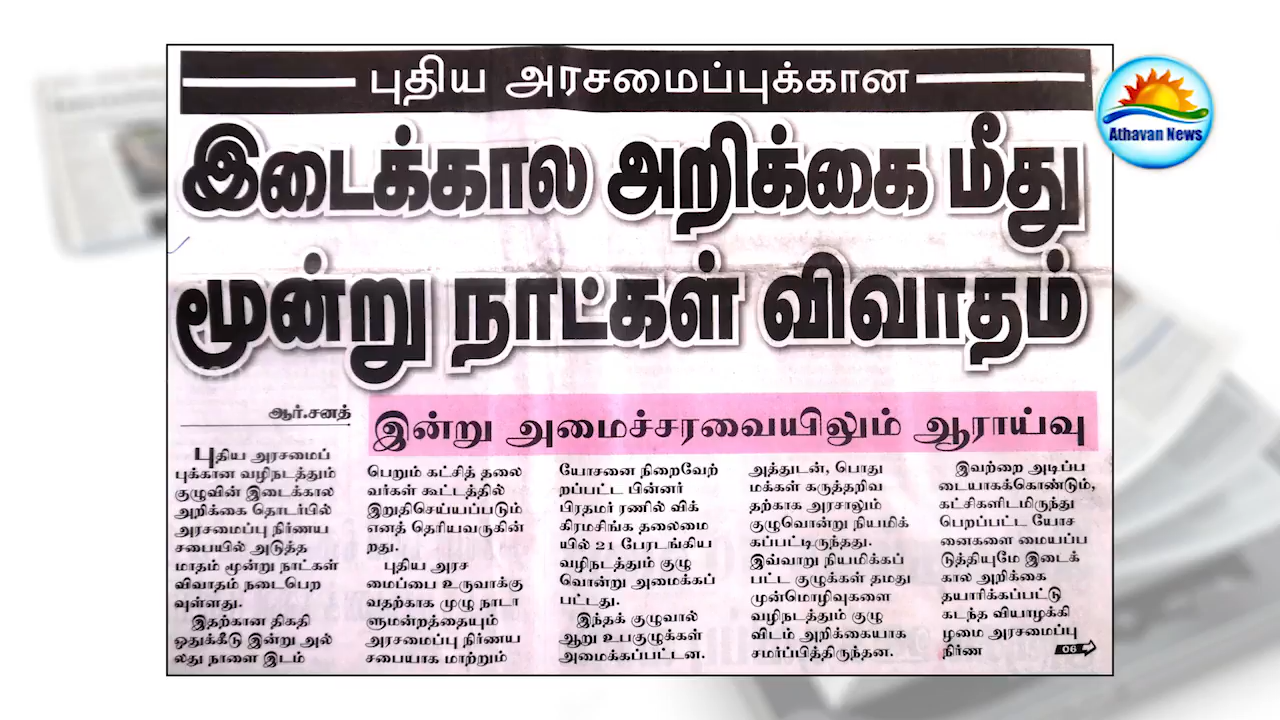 புதிய அரசமைப்புக்கான
இடைக்கால அறிக்கை மீது
மூன்று நாட்கள் விவாதம்
Athavan News
ஆர்.சனத்
இன்று அமைச்சரவையிலும் ஆராய்வு
புதிய அரசமைப்
புக்கான வழிநடத்தும்
குழுவின் இடைக்கால
அறிக்கை தொடர்பில்
அரசமைப்பு நிர்ணய
சபையில் அடுத்த
மாதம் மூன்று நாட்கள்
விவாதம் நடைபெற
வுள்ளது.
இதற்கான திகதி
ஒதுக்கீடு இன்று அல்
லது நாளை இடம்
பெறும் கட்சித் தலை
வர்கள் கூட்டத்தில்
இறுதிசெய்யப்படும்
எனத் தெரியவருகின்
றது.
புதிய அரச
மைப்பை உருவாக்கு
வதற்காக முழு நாடா
ளுமன்றத்தையும்
அரசமைப்பு நிர்ணய
சபையாக மாற்றும்
யோசனை நிறைவேற்
றப்பட்ட பின்னர்
பிரதமர் ரணில் விக்
கிரமசிங்க தலைமை
யில் 21 பேரடங்கிய
வழிநடத்தும் குழு
வொன்று அமைக்கப்
பட்டது.
இந்தக் குழுவால்
ஆறு உபகுழுக்கள்
அமைக்கப்பட்டன.
அத்துடன், பொது
மக்கள் கருத்தறிவ
தற்காக அரசாலும்
குழுவொன்று நியமிக்
கப்பட்டிருந்தது.
இவ்வாறு நியமிக்கப்
பட்ட குழுக்கள் தமது
முன்மொழிவுகளை
வழிநடத்தும் குழு
விடம் அறிக்கையாக
சமர்ப்பித்திருந்தன.
இவற்றை அடிப்ப
டையாகக்கொண்டும்,
கட்சிகளிடமிருந்து
பெறப்பட்ட யோச
னைகளை மையப்ப
டுத்தியுமே இடைக்
கால அறிக்கை
தயாரிக்கப்பட்டு
கடந்த வியாழக்கி
ழமை அரசமைப்பு
நிர்ண
06